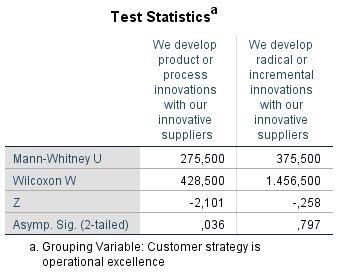 Test Statisticsa
We develop product or process innovations with our innovative suppliers
We develop radical or incremental innovations with our innovative suppliers
Mann-Whitney U 275,500 375,500
Wilcoxon W 428,500 1.456,500
Z -2,101 -,258
Asymp. Sig. (2-tailed) ,036 ,797
a. Grouping Variable: Customer strategy is
operational excellence